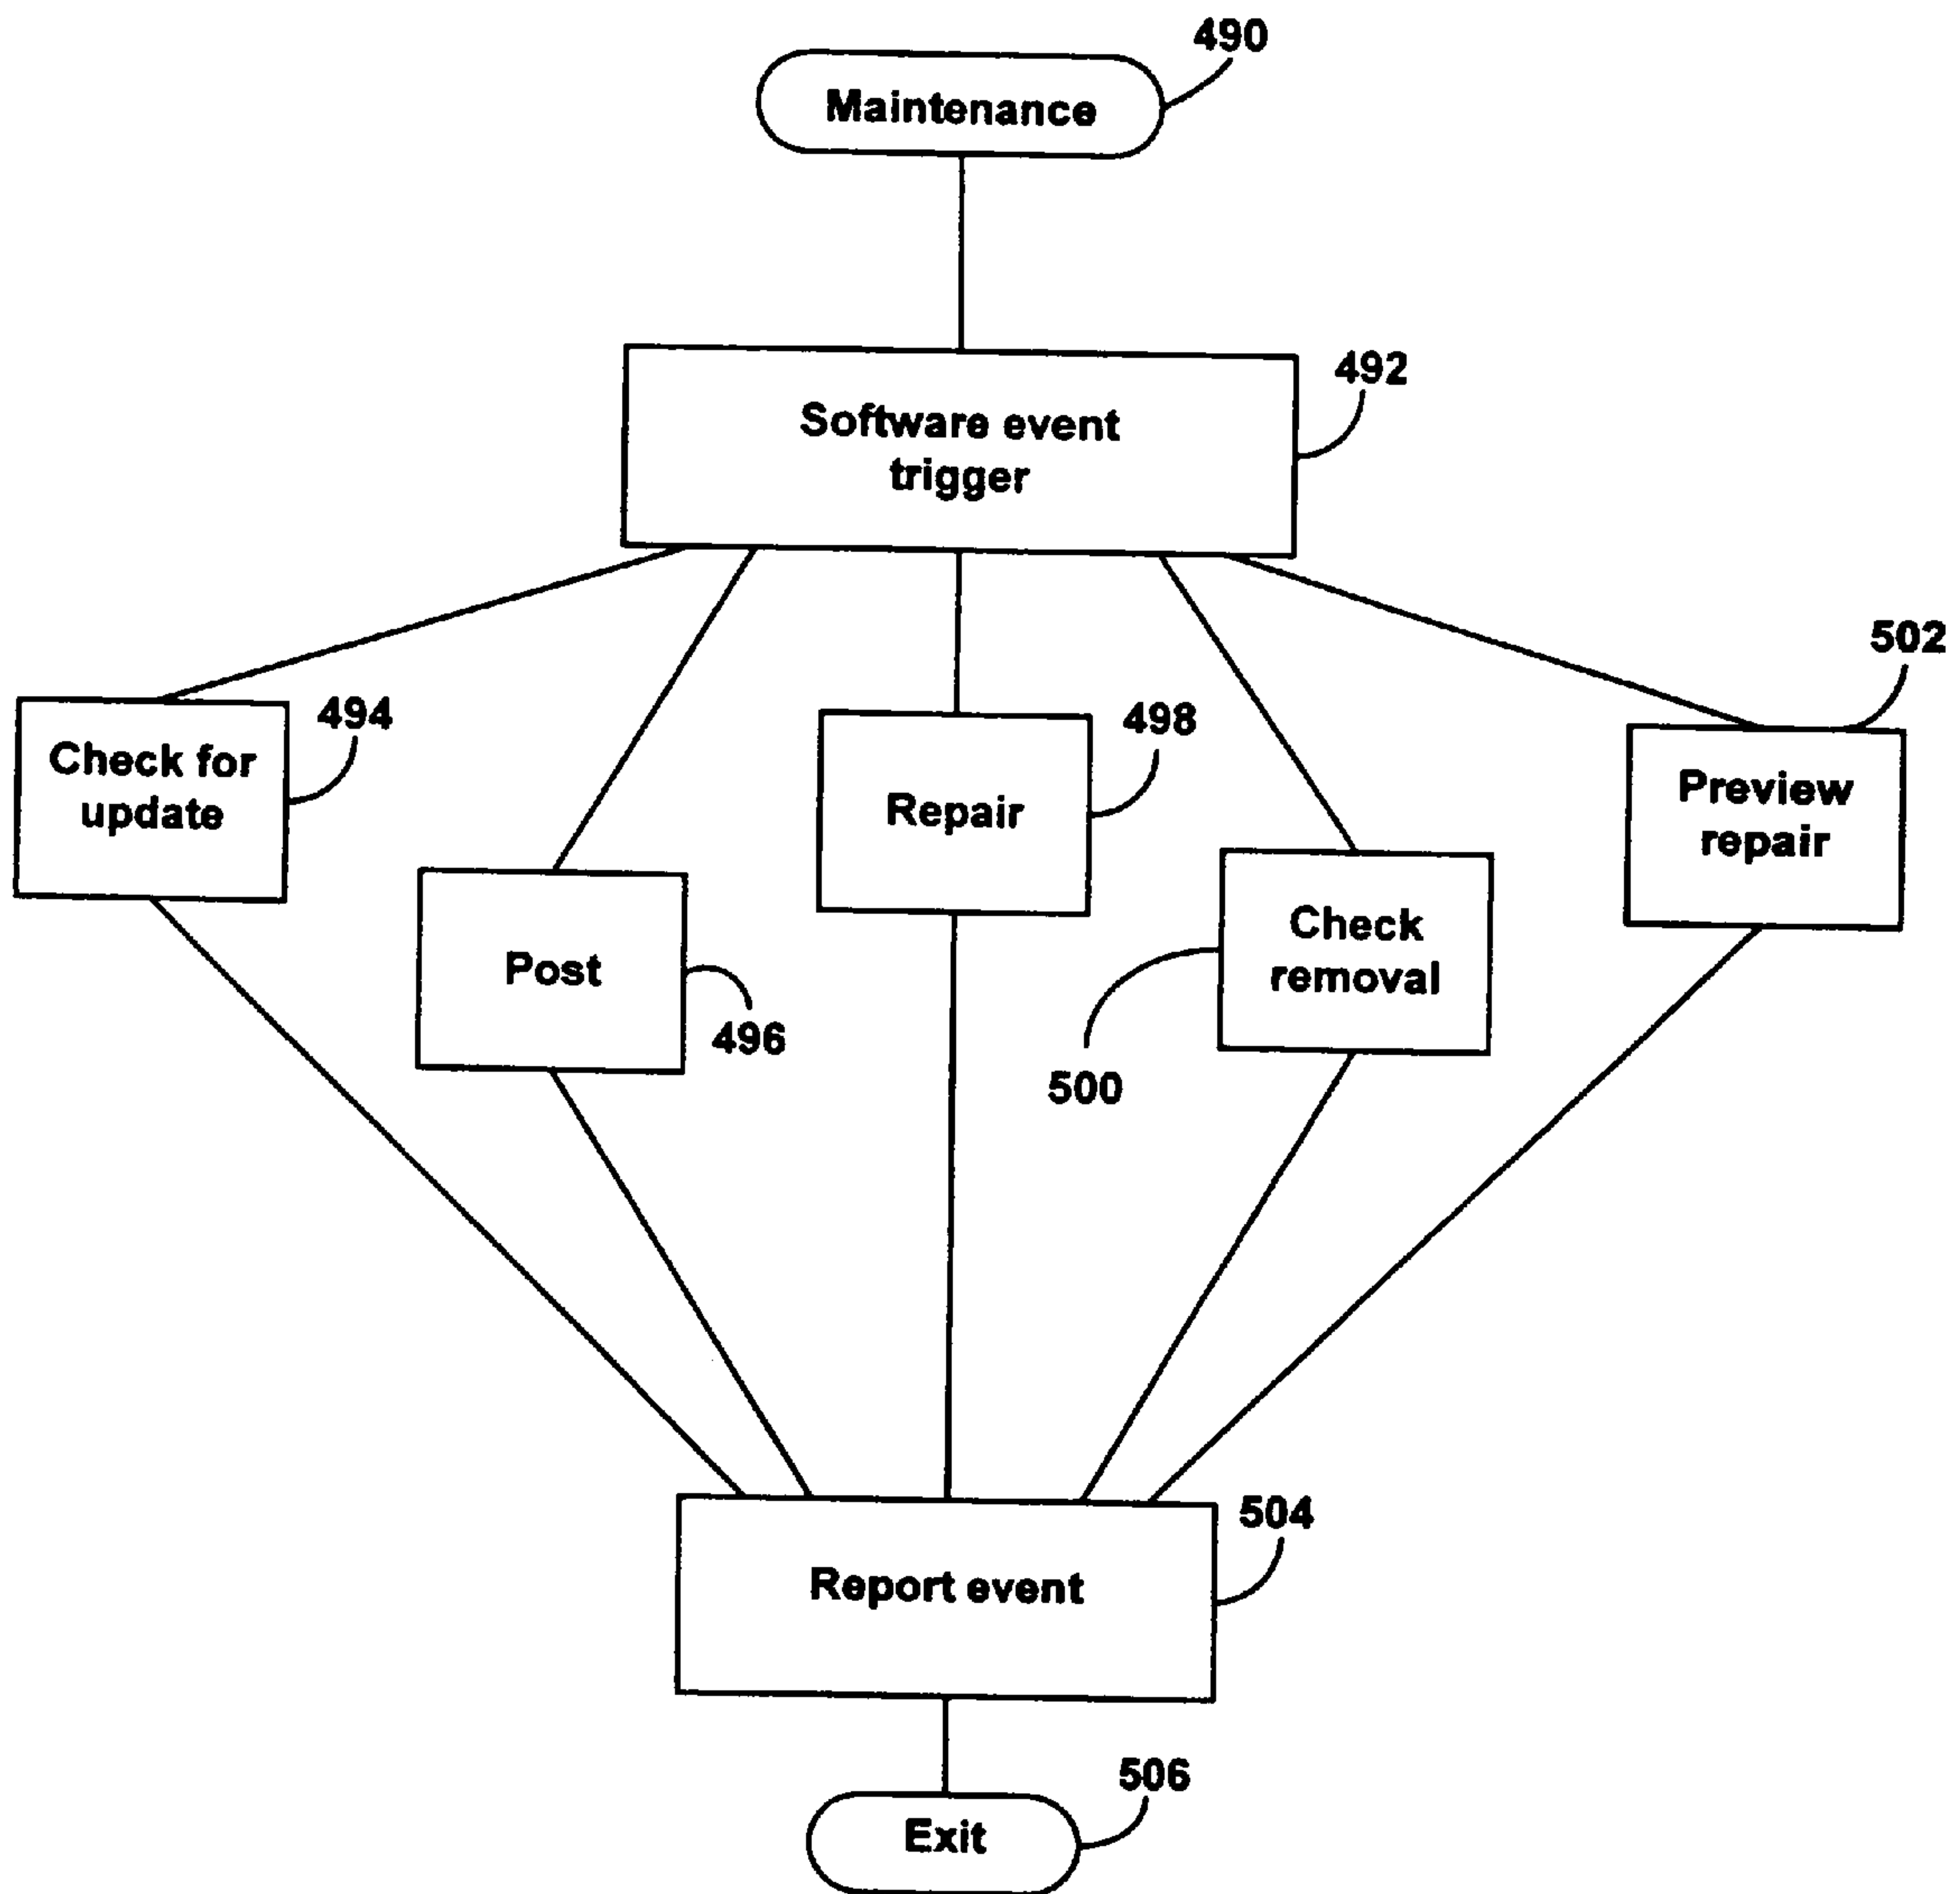 490
Maintenance
492
Software event
trigger
502
494
498
Check for
update
Repair
Preview
repair
Post
Check
removal
496
500
504
Report event
506
Exit